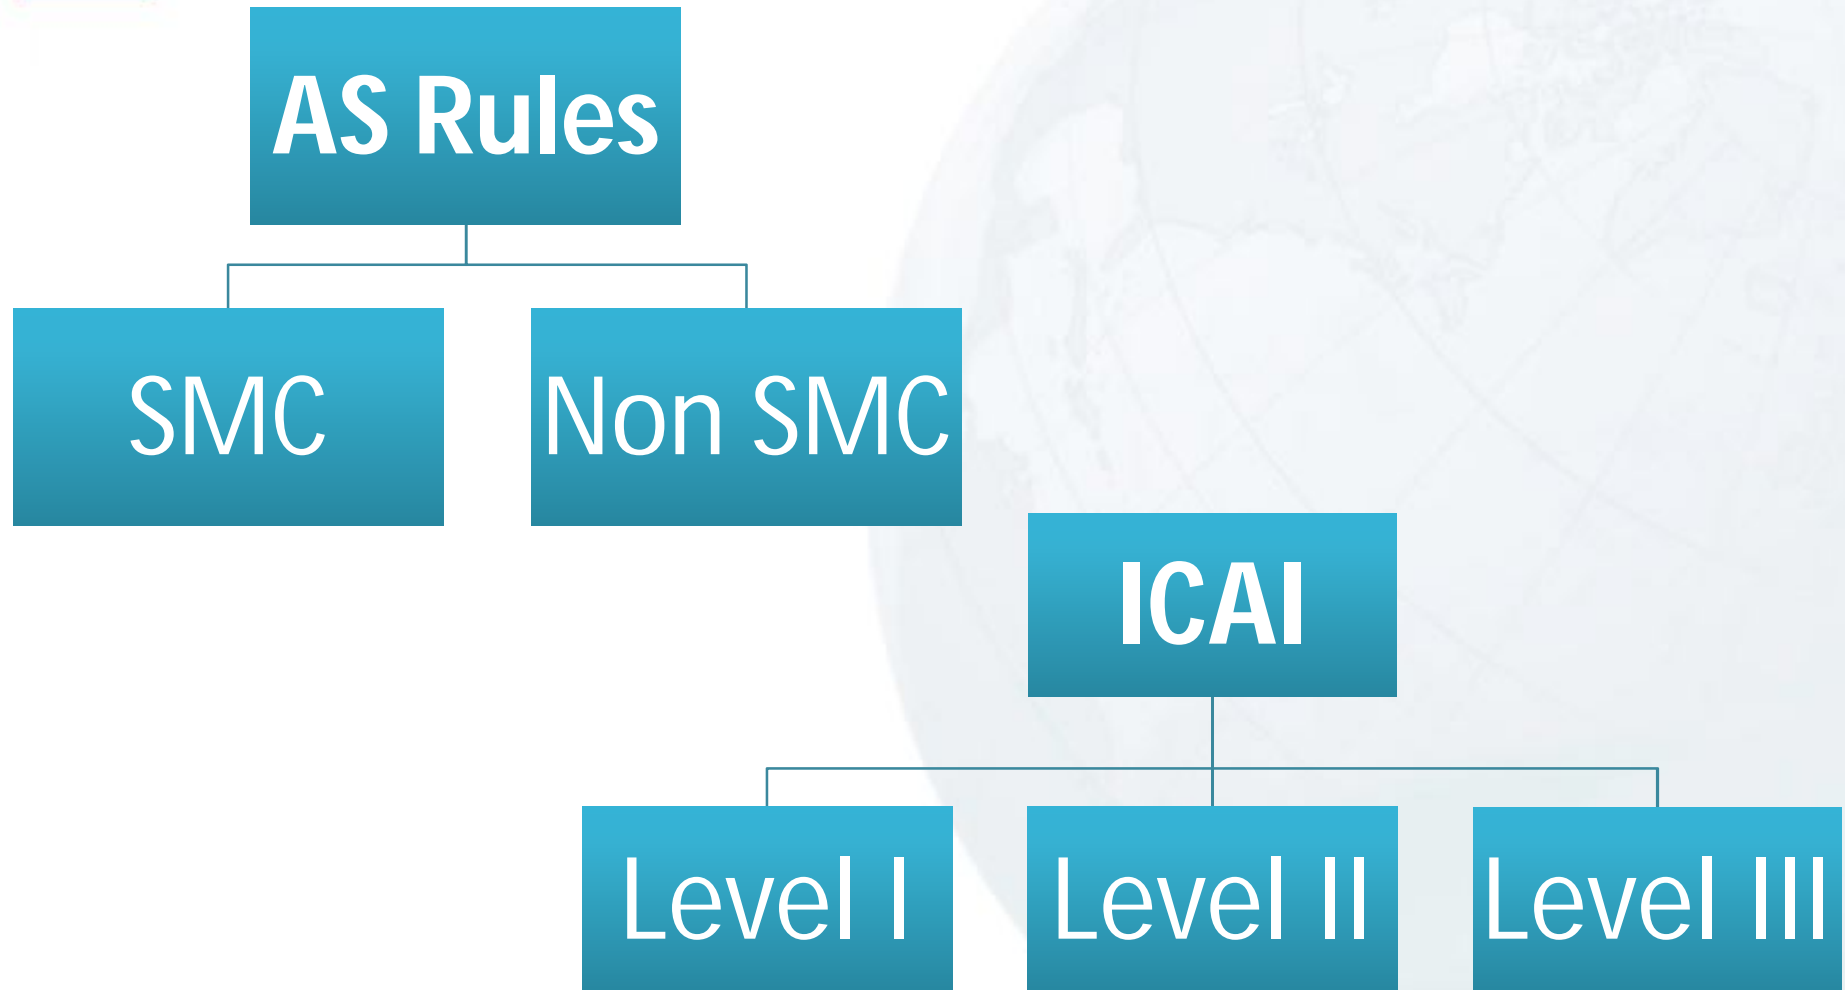 AS Rules
SMC
Non SMC
ICAI
Level I
Level II
Level III